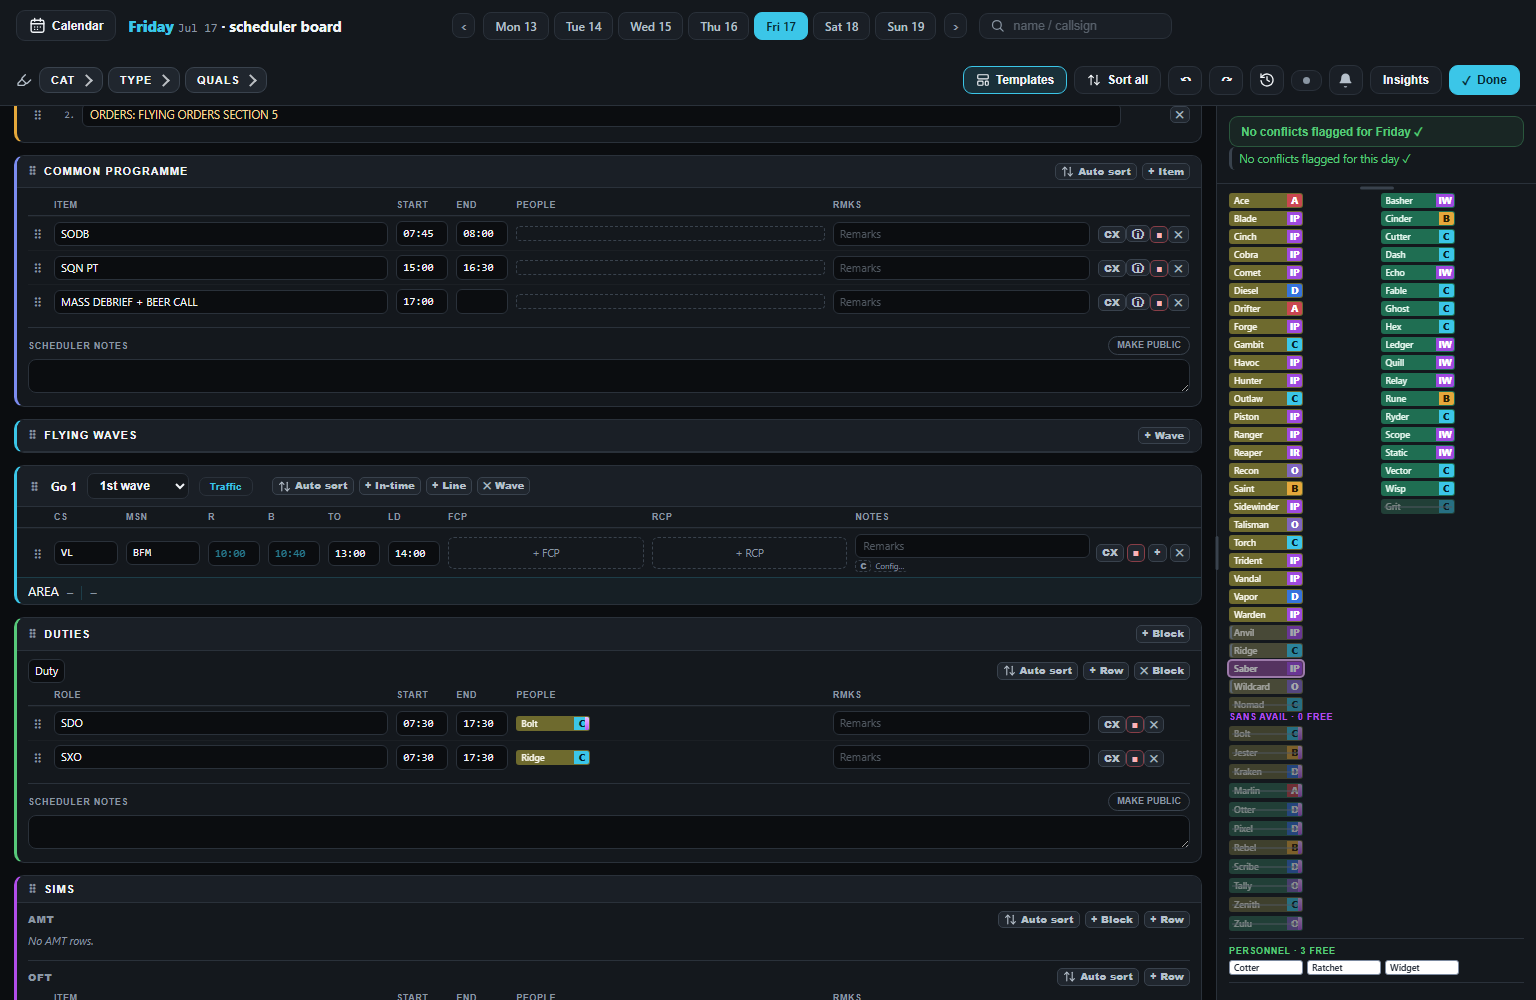 Calendar
Friday Jul 17 · scheduler board
‹ Mon 13 Tue 14 Wed 15 Thu 16 Fri 17 Sat 18 Sun 19 ›
name / callsign
CAT TYPE QUALS
Templates Sort all Insights ✓ Done
2. ORDERS: FLYING ORDERS SECTION 5 ✕
COMMON PROGRAMME Auto sort + Item
ITEM START END PEOPLE RMKS
SODB 07:45 08:00 Remarks CX ⓘ ■ ✕
SQN PT 15:00 16:30 Remarks CX ⓘ ■ ✕
MASS DEBRIEF + BEER CALL 17:00 Remarks CX ⓘ ■ ✕
SCHEDULER NOTES MAKE PUBLIC
FLYING WAVES + Wave
Go 1 1st wave Traffic Auto sort + In-time + Line ✕ Wave
CS MSN R B TO LD FCP RCP NOTES
VL BFM 10:00 10:40 13:00 14:00 + FCP + RCP Remarks CX ■ + ✕
C Config...
AREA – | –
DUTIES + Block
Duty Auto sort + Row ✕ Block
ROLE START END PEOPLE RMKS
SDO 07:30 17:30 Bolt C Remarks CX ■ ✕
SXO 07:30 17:30 Ridge C Remarks CX ■ ✕
SCHEDULER NOTES MAKE PUBLIC
SIMS
AMT Auto sort + Block + Row
No AMT rows.
OFT Auto sort + Row
ITEM START END PEOPLE RMKS
No conflicts flagged for Friday ✓
No conflicts flagged for this day ✓
Ace A
Blade IP
Cinch IP
Cobra IP
Comet IP
Diesel D
Drifter A
Forge IP
Gambit C
Havoc IP
Hunter IP
Outlaw C
Piston IP
Ranger IP
Reaper IR
Recon O
Saint B
Sidewinder IP
Talisman O
Torch C
Trident IP
Vandal IP
Vapor D
Warden IP
Anvil IP
Ridge C
Saber IP
Wildcard O
Nomad C
Basher IW
Cinder B
Cutter C
Dash C
Echo IW
Fable C
Ghost C
Hex C
Ledger IW
Quill IW
Relay IW
Rune B
Ryder C
Scope IW
Static IW
Vector C
Wisp C
Grit C
SANS AVAIL · 0 FREE
Bolt C
Jester B
Kraken D
Marlin A
Otter D
Pixel D
Rebel B
Scribe D
Tally O
Zenith C
Zulu O
PERSONNEL · 3 FREE
Cotter Ratchet Widget